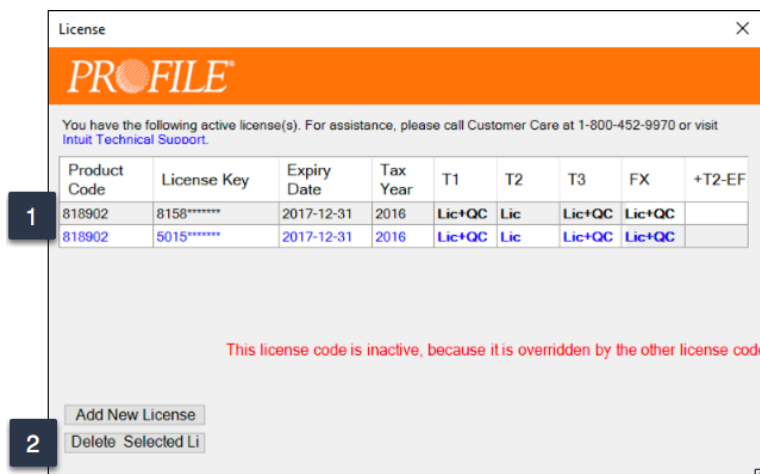 License
PROFILE
You have the following active license(s). For assistance, please call Customer Care at 1-800-452-9970 or visit
Intuit Technical Support.
Product Code License Key Expiry Date Tax Year T1 T2 T3 FX +T2-EF
1
818902 8158******* 2017-12-31 2016 Lic+QC Lic Lic+QC Lic+QC
818902 5015******* 2017-12-31 2016 Lic+QC Lic Lic+QC Lic+QC
This license code is inactive, because it is overridden by the other license code
Add New License
2
Delete Selected Li